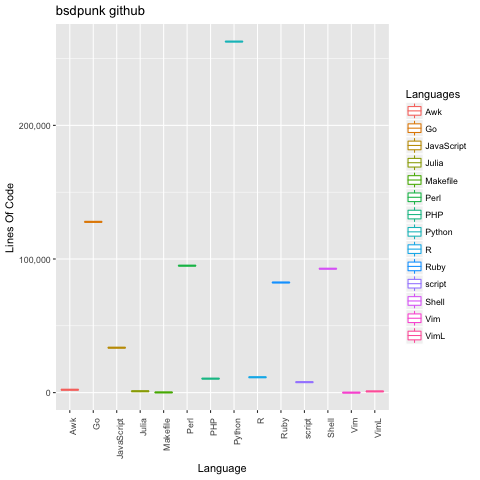 bsdpunk github
Lines Of Code
200,000
100,000
0
Awk
Go
JavaScript
Julia
Makefile
Perl
PHP
Python
R
Ruby
script
Shell
Vim
VimL
Language
Languages
Awk
Go
JavaScript
Julia
Makefile
Perl
PHP
Python
R
Ruby
script
Shell
Vim
VimL